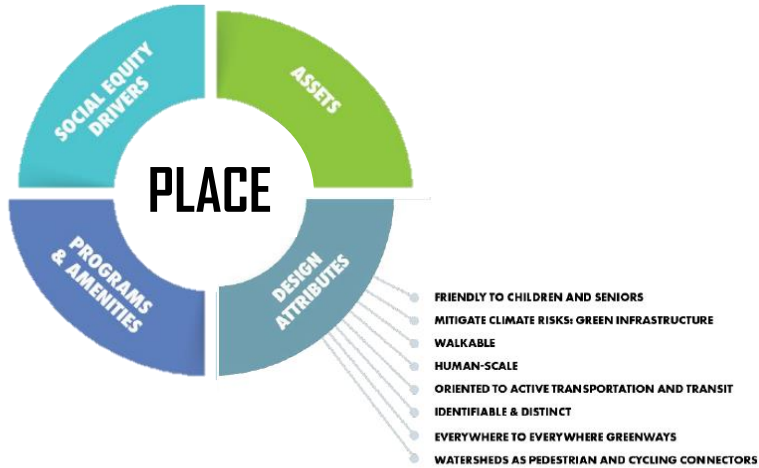 SOCIAL EQUITY
DRIVERS
ASSETS
PLACE
PROGRAMS
& AMENITIES
DESIGN
ATTRIBUTES
FRIENDLY TO CHILDREN AND SENIORS
MITIGATE CLIMATE RISKS: GREEN INFRASTRUCTURE
WALKABLE
HUMAN-SCALE
ORIENTED TO ACTIVE TRANSPORTATION AND TRANSIT
IDENTIFIABLE & DISTINCT
EVERYWHERE TO EVERYWHERE GREENWAYS
WATERSHEDS AS PEDESTRIAN AND CYCLING CONNECTORS